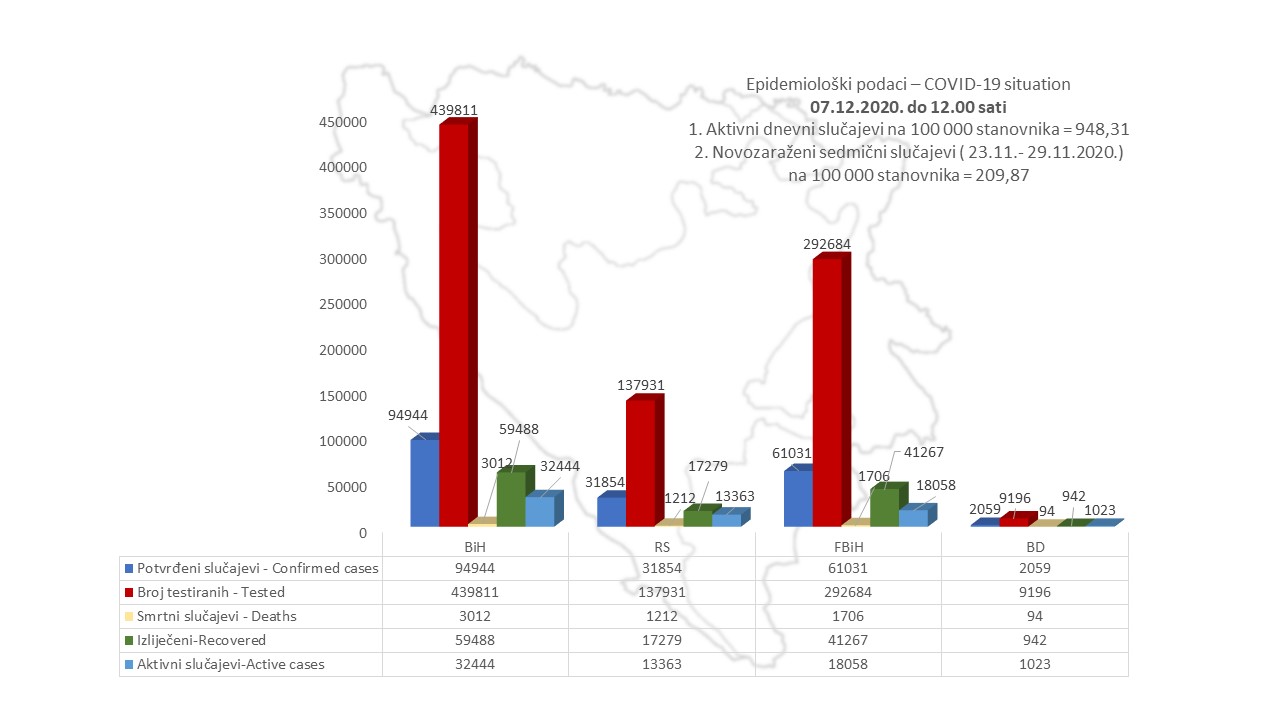 Epidemiološki podaci – COVID-19 situation
07.12.2020. do 12.00 sati
1. Aktivni dnevni slučajevi na 100 000 stanovnika = 948,31
2. Novozaraženi sedmični slučajevi ( 23.11.- 29.11.2020.)
na 100 000 stanovnika = 209,87
450000
400000
350000
300000
250000
200000
150000
100000
50000
0
94944
439811
3012
59488
32444
31854
137931
1212
17279
13363
61031
292684
1706
41267
18058
2059
9196
94
942
1023
BiH RS FBiH BD
Potvrđeni slučajevi - Confirmed cases 94944 31854 61031 2059
Broj testiranih - Tested 439811 137931 292684 9196
Smrtni slučajevi - Deaths 3012 1212 1706 94
Izliječeni-Recovered 59488 17279 41267 942
Aktivni slučajevi-Active cases 32444 13363 18058 1023